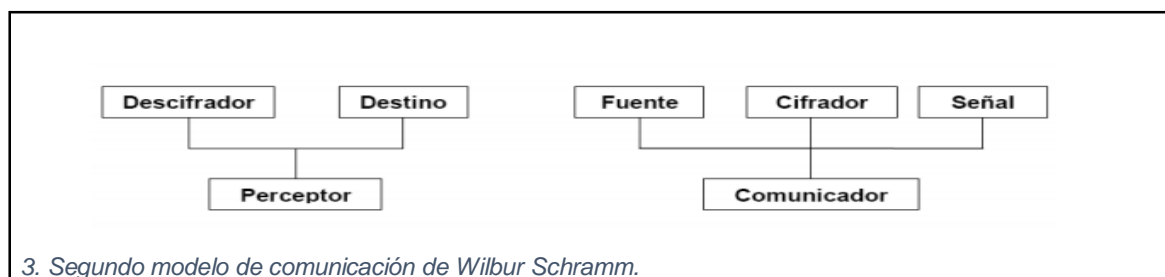 Descifrador Destino Fuente Cifrador Señal
Perceptor Comunicador
3. Segundo modelo de comunicación de Wilbur Schramm.